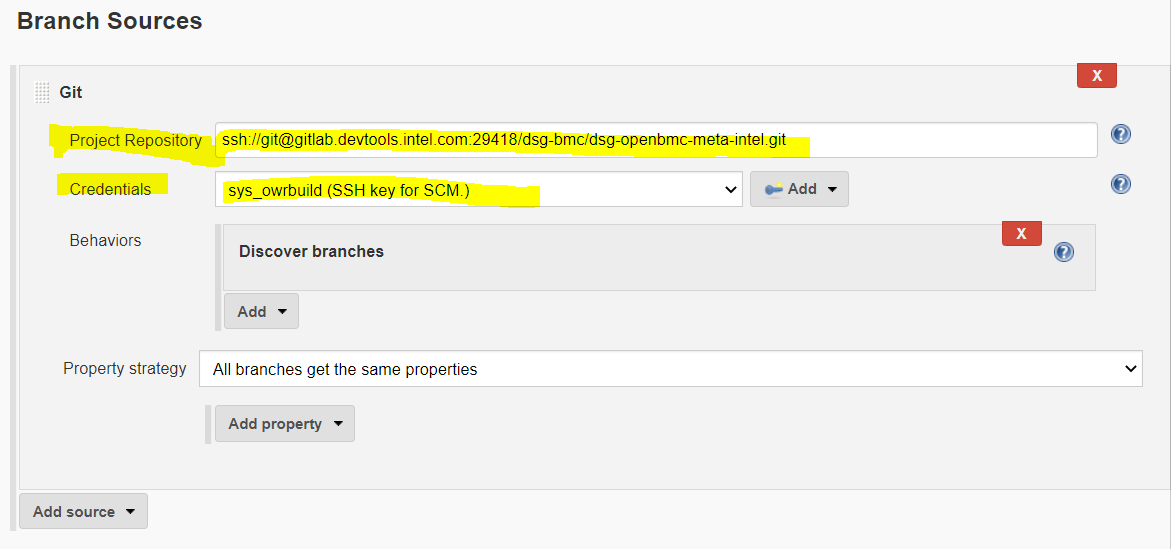 Branch Sources
X
Git
Project Repository ssh://git@gitlab.devtools.intel.com:29418/dsg-bmc/dsg-openbmc-meta-intel.git ?
Credentials sys_owrbuild (SSH key for SCM.) Add ?
Behaviors
X
Discover branches ?
Add
Property strategy All branches get the same properties
Add property
Add source